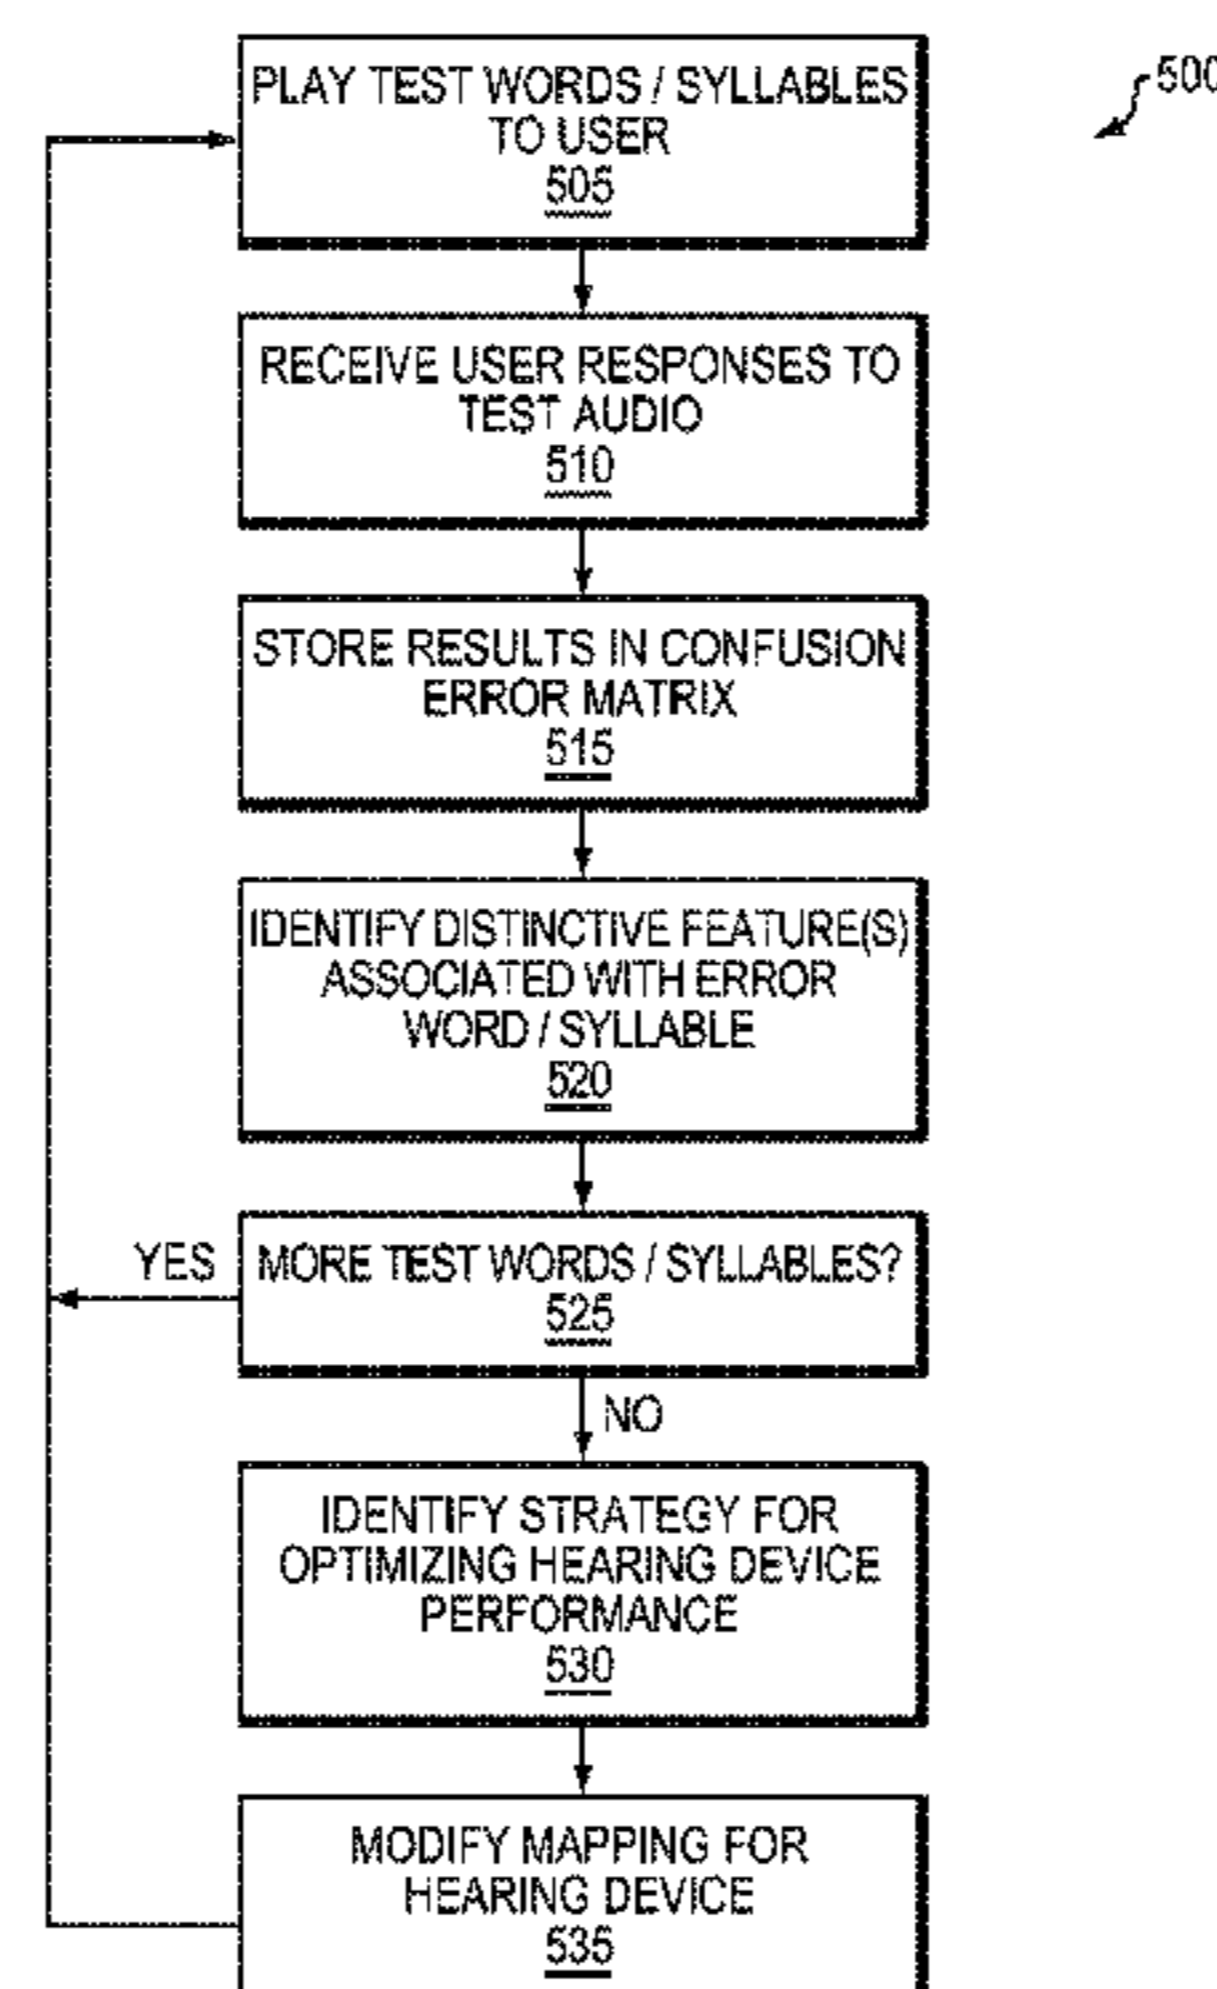 500
PLAY TEST WORDS / SYLLABLES
TO USER
505
RECEIVE USER RESPONSES TO
TEST AUDIO
510
STORE RESULTS IN CONFUSION
ERROR MATRIX
515
IDENTIFY DISTINCTIVE FEATURE(S)
ASSOCIATED WITH ERROR
WORD / SYLLABLE
520
YES
MORE TEST WORDS / SYLLABLES?
525
NO
IDENTIFY STRATEGY FOR
OPTIMIZING HEARING DEVICE
PERFORMANCE
530
MODIFY MAPPING FOR
HEARING DEVICE
535